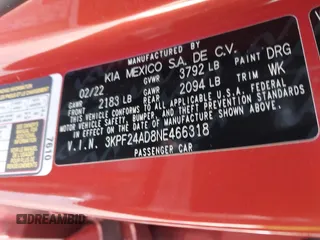 MANUFACTURED BY
KIA MEXICO S.A. DE C.V.
02/22 GVWR 3792 LB PAINT DRG
GAWR FRONT 2183 LB GAWR REAR 2094 LB TRIM WK
THIS VEHICLE CONFORMS TO ALL APPLICABLE U.S. FEDERAL
MOTOR VEHICLE SAFETY, BUMPER, AND THEFT PREVENTION STANDARDS
IN EFFECT ON THE DATE OF MANUFACTURE SHOWN ABOVE.
V.I.N. 3KPF24AD8NE466318
PASSENGER CAR
7610
DREAMBID